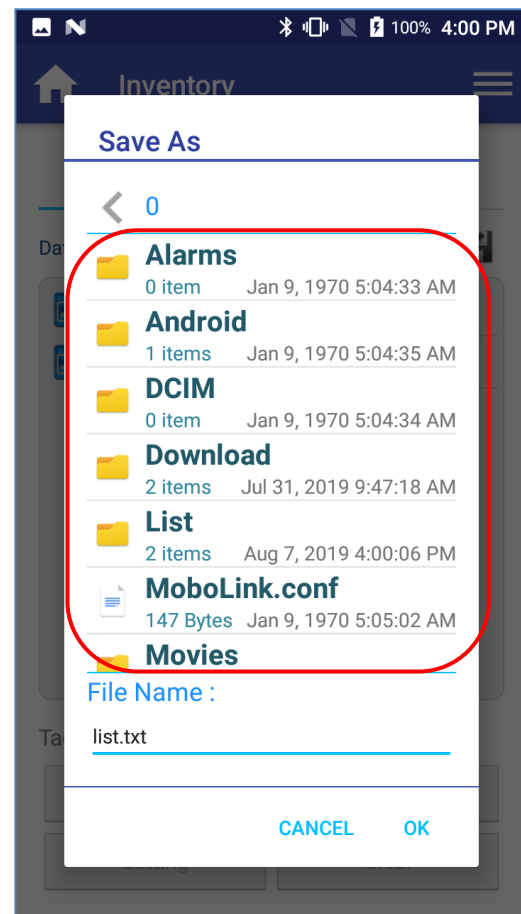 100% 4:00 PM
Inventory
Save As
0
Alarms
0 item Jan 9, 1970 5:04:33 AM
Android
1 items Jan 9, 1970 5:04:35 AM
DCIM
0 item Jan 9, 1970 5:04:34 AM
Download
2 items Jul 31, 2019 9:47:18 AM
List
2 items Aug 7, 2019 4:00:06 PM
MoboLink.conf
147 Bytes Jan 9, 1970 5:05:02 AM
Movies
File Name :
list.txt
CANCEL OK